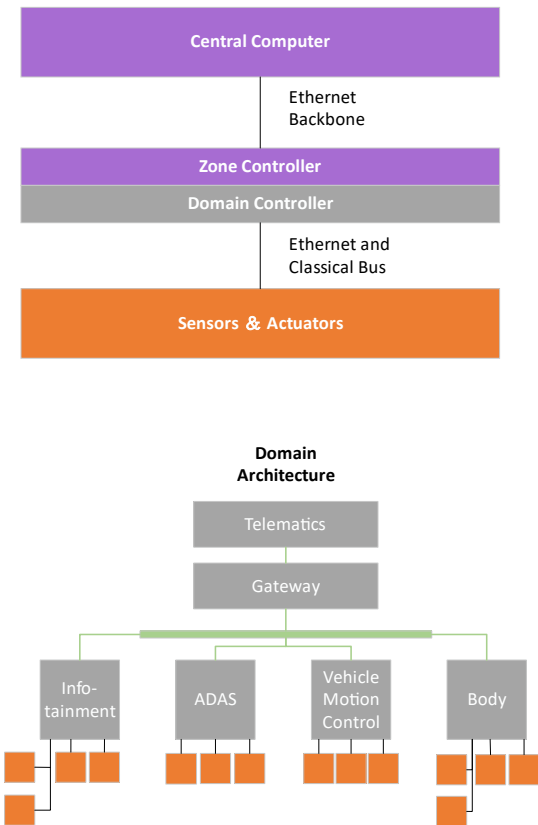 Central Computer
Ethernet
Backbone
Zone Controller
Domain Controller
Ethernet and
Classical Bus
Sensors & Actuators
Domain
Architecture
Telematics
Gateway
Info-
tainment
ADAS
Vehicle
Motion
Control
Body